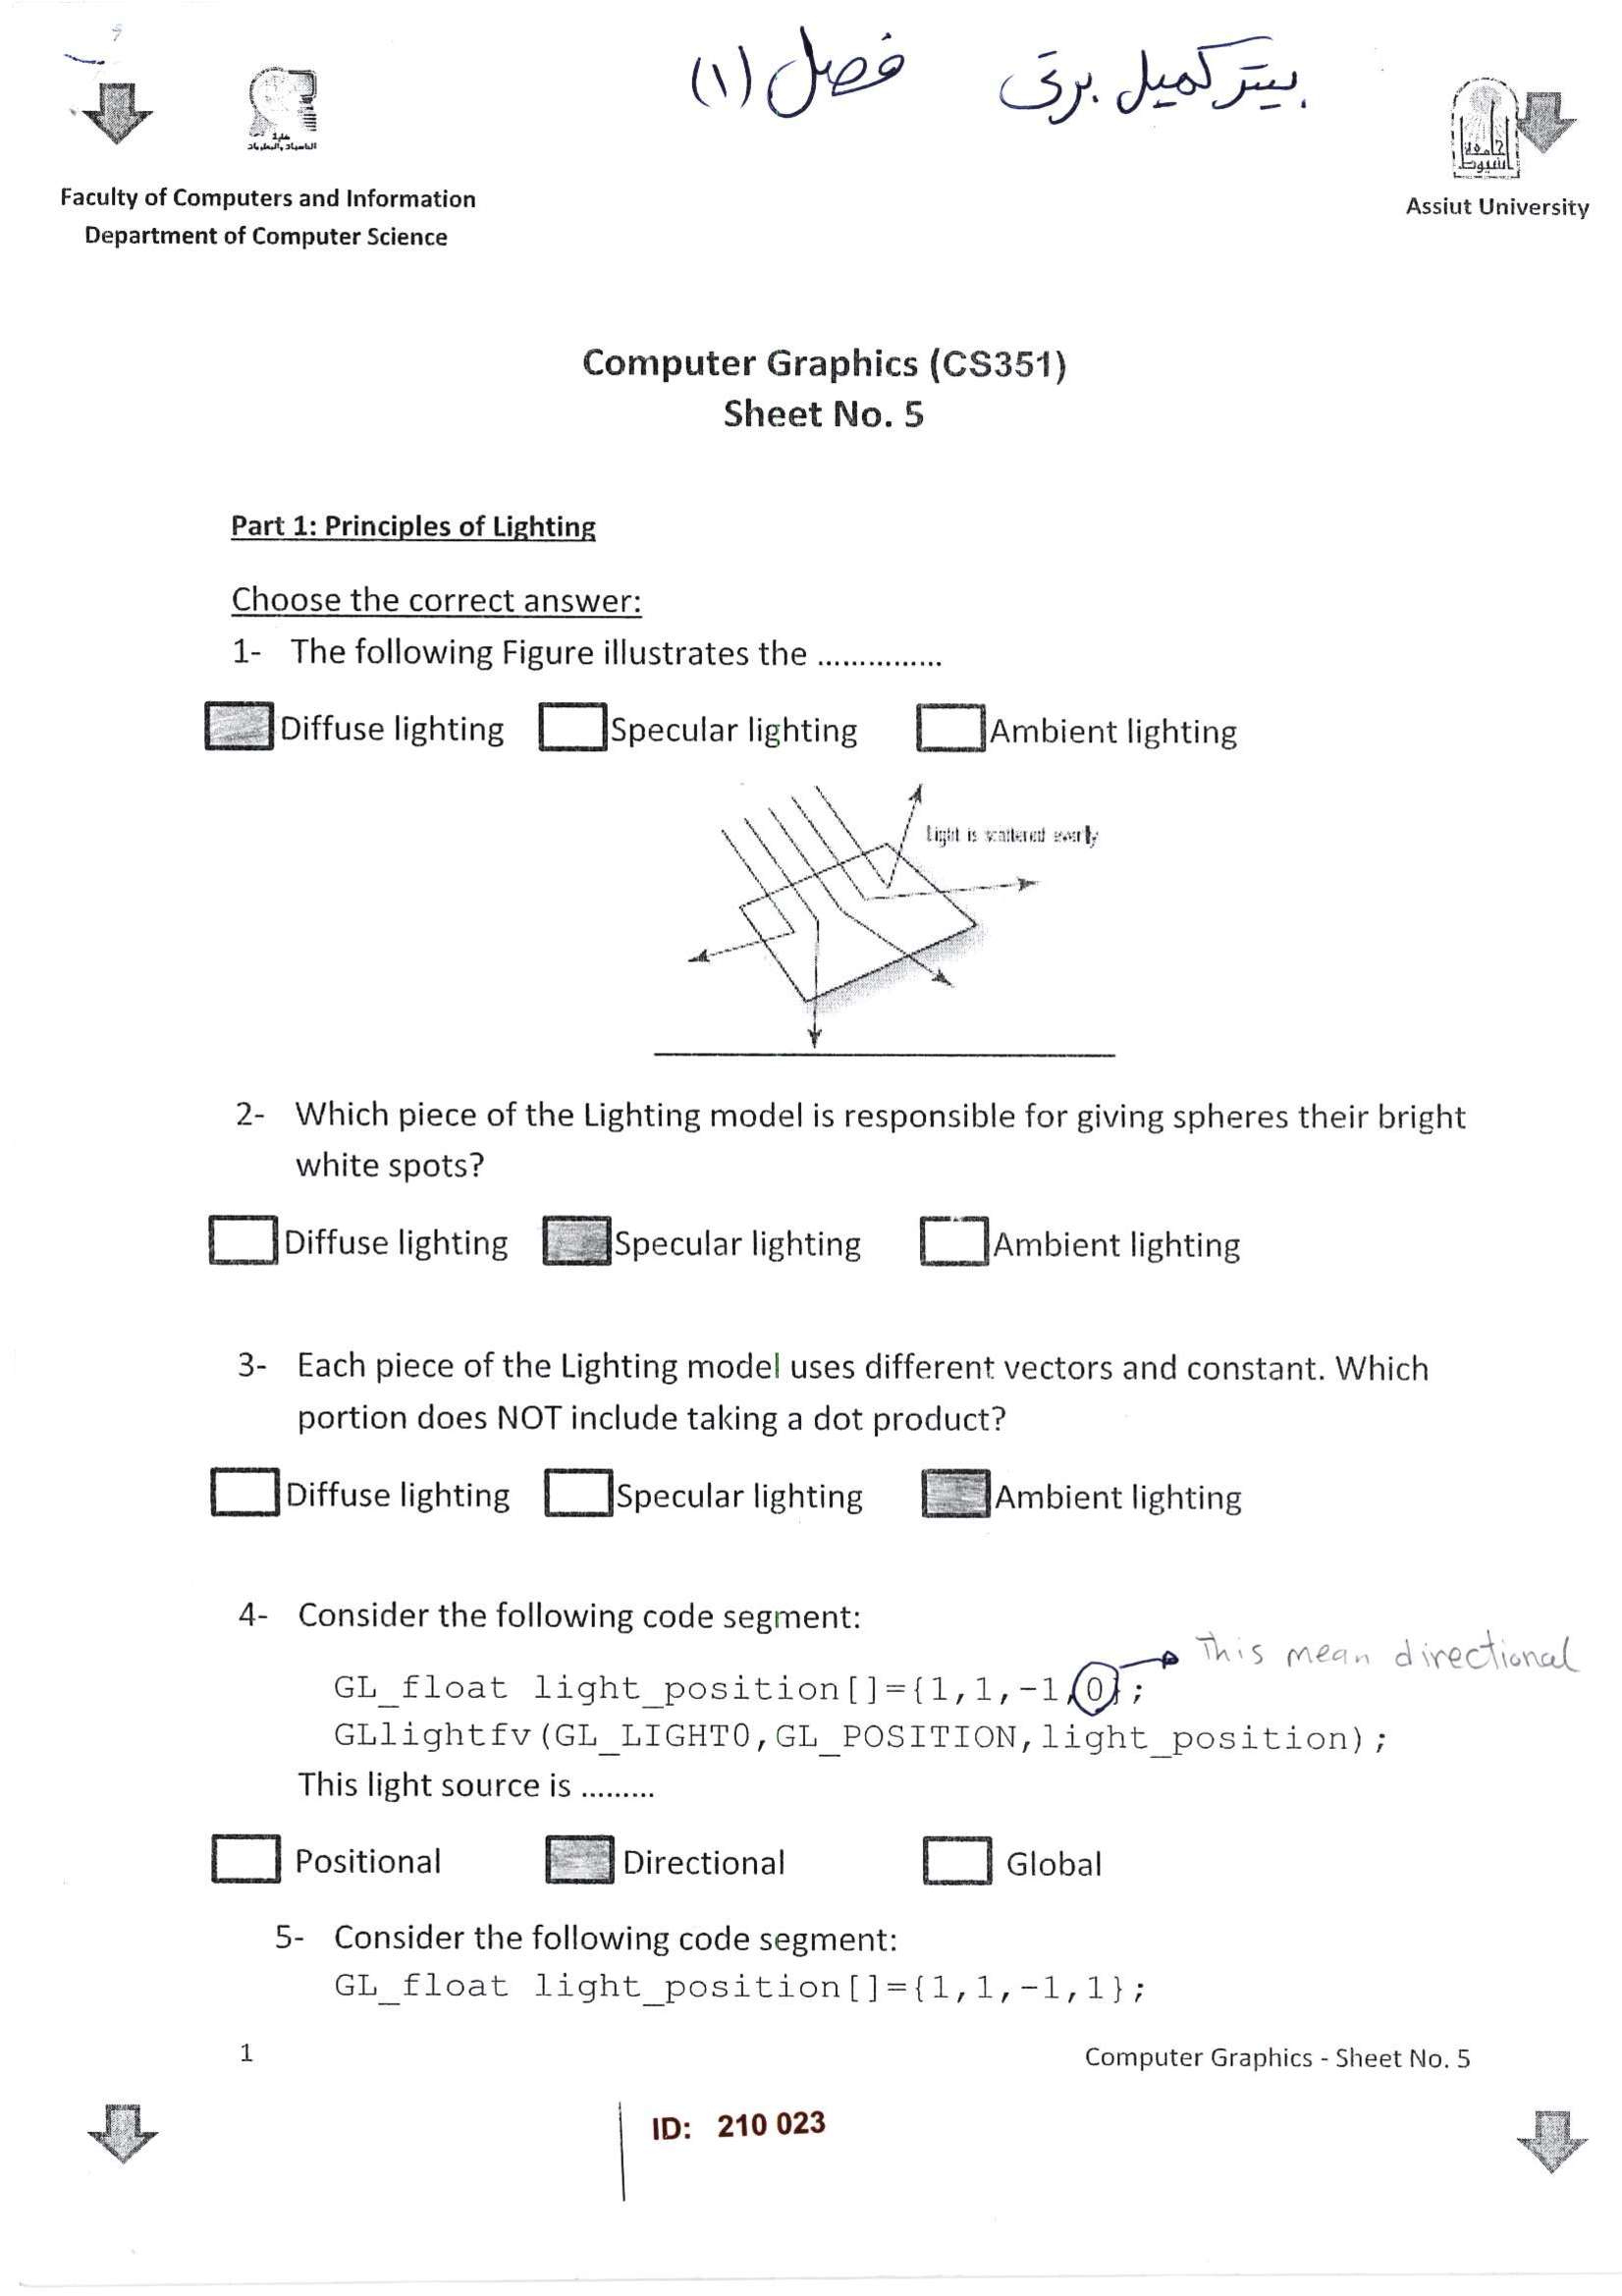 بيتر كميل بري فصل (١)
كلية
الحاسبات والمعلومات
جامعة
أسيوط
Faculty of Computers and Information
Department of Computer Science
Assiut University
Computer Graphics (CS351)
Sheet No. 5
Part 1: Principles of Lighting
Choose the correct answer:
1- The following Figure illustrates the ...............
Diffuse lighting Specular lighting Ambient lighting
Light is scattered evenly
2- Which piece of the Lighting model is responsible for giving spheres their bright
white spots?
Diffuse lighting Specular lighting Ambient lighting
3- Each piece of the Lighting model uses different vectors and constant. Which
portion does NOT include taking a dot product?
Diffuse lighting Specular lighting Ambient lighting
4- Consider the following code segment:
This mean directional
GL_float light_position[]={1,1,-1,0};
GLlightfv(GL_LIGHT0,GL_POSITION,light_position);
This light source is .........
Positional Directional Global
5- Consider the following code segment:
GL_float light_position[]={1,1,-1,1};
1 Computer Graphics - Sheet No. 5
ID: 210 023